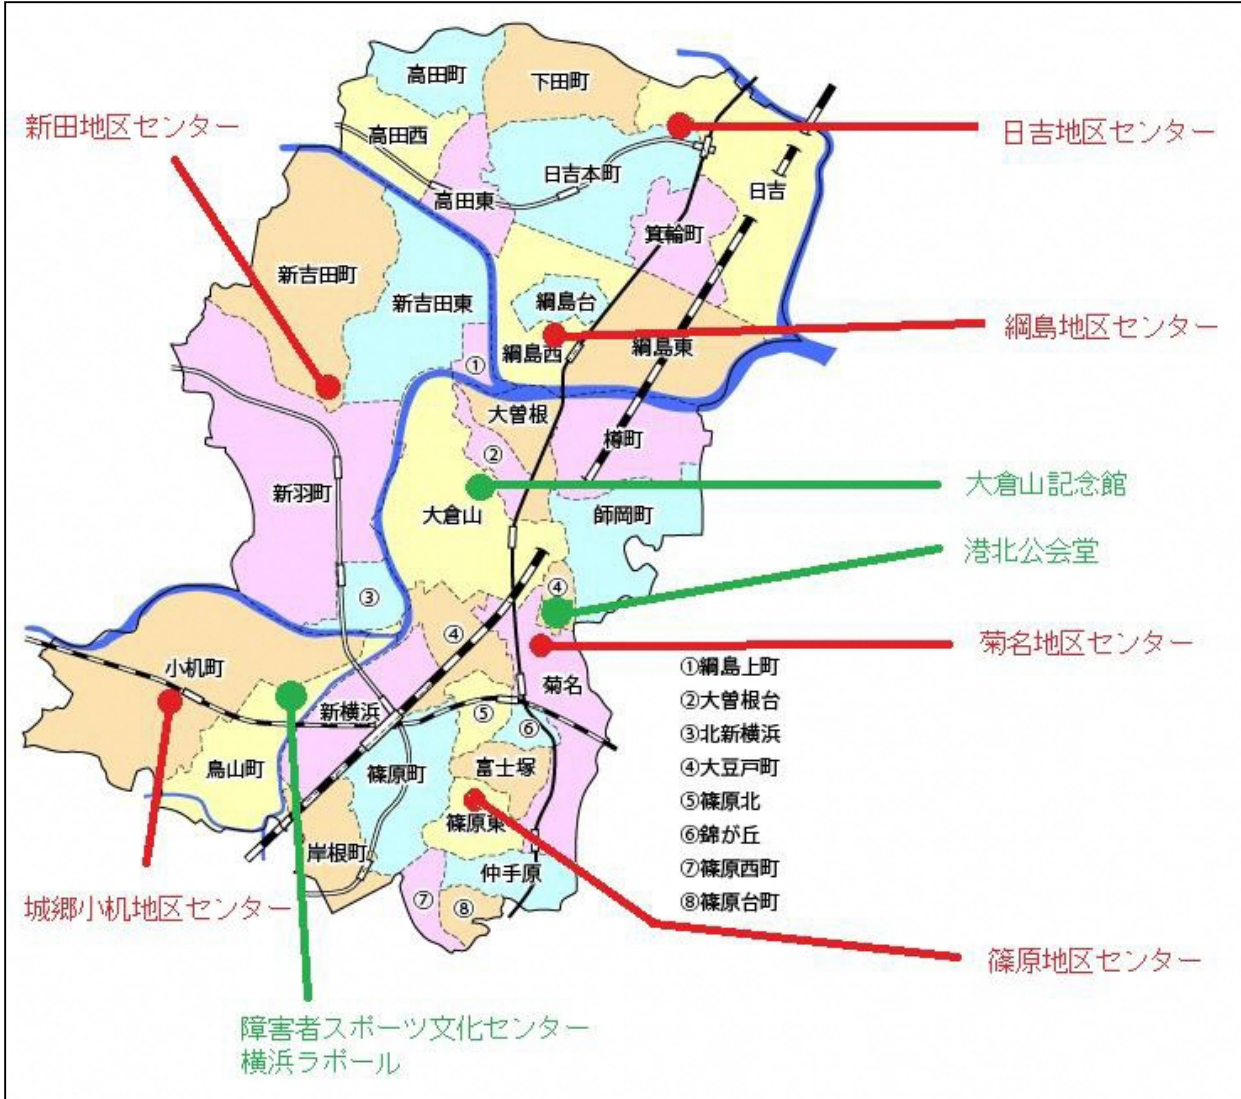 高田町
下田町
新田地区センター
高田西
日吉地区センター
日吉本町
高田東
日吉
箕輪町
新吉田町
新吉田東
綱島台
綱島地区センター
綱島西
綱島東
①
大曽根
樽町
②
新羽町
大倉山
大倉山記念館
師岡町
港北公会堂
③
④
④
菊名地区センター
小机町
菊名
新横浜
⑤
⑥
鳥山町
篠原町
富士塚
篠原東
岸根町
仲手原
⑦
⑧
①綱島上町
②大曽根台
③北新横浜
④大豆戸町
⑤篠原北
⑥錦が丘
⑦篠原西町
⑧篠原台町
城郷小机地区センター
篠原地区センター
障害者スポーツ文化センター
横浜ラポール